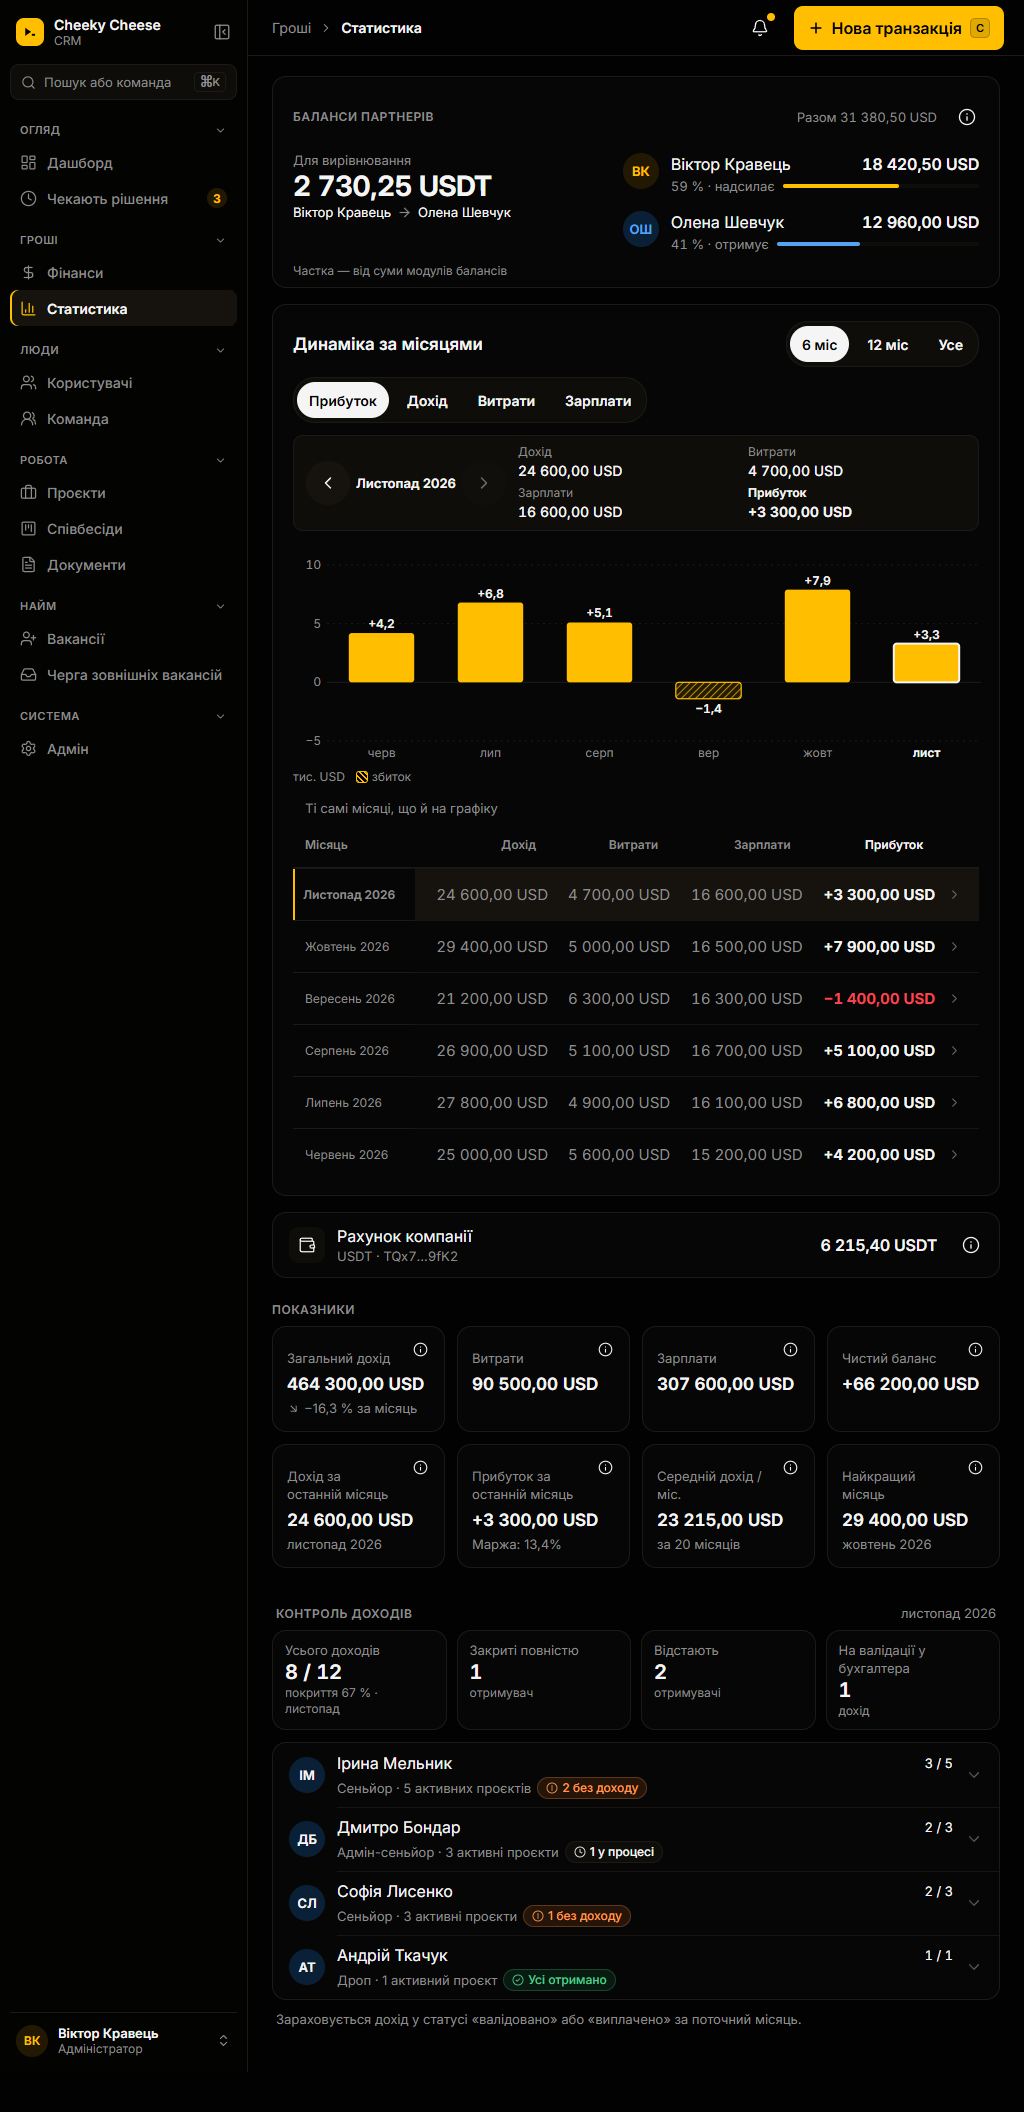 Cheeky Cheese
CRM
Пошук або команда ⌘K
ОГЛЯД
Дашборд
Чекають рішення 3
ГРОШІ
Фінанси
Статистика
ЛЮДИ
Користувачі
Команда
РОБОТА
Проєкти
Співбесіди
Документи
НАЙМ
Вакансії
Черга зовнішніх вакансій
СИСТЕМА
Адмін
ВК Віктор Кравець
Адміністратор
Гроші > Статистика
+ Нова транзакція C
БАЛАНСИ ПАРТНЕРІВ
Разом 31 380,50 USD
Для вирівнювання
2 730,25 USDT
Віктор Кравець → Олена Шевчук
Частка — від суми модулів балансів
ВК Віктор Кравець 18 420,50 USD
59 % · надсилає
ОШ Олена Шевчук 12 960,00 USD
41 % · отримує
Динаміка за місяцями
6 міс 12 міс Усе
Прибуток Дохід Витрати Зарплати
Листопад 2026
Дохід
24 600,00 USD
Витрати
4 700,00 USD
Зарплати
16 600,00 USD
Прибуток
+3 300,00 USD
10
5
0
−5
+4,2 +6,8 +5,1 −1,4 +7,9 +3,3
черв лип серп вер жовт лист
тис. USD збиток
Ті самі місяці, що й на графіку
Місяць Дохід Витрати Зарплати Прибуток
Листопад 2026 24 600,00 USD 4 700,00 USD 16 600,00 USD +3 300,00 USD
Жовтень 2026 29 400,00 USD 5 000,00 USD 16 500,00 USD +7 900,00 USD
Вересень 2026 21 200,00 USD 6 300,00 USD 16 300,00 USD −1 400,00 USD
Серпень 2026 26 900,00 USD 5 100,00 USD 16 700,00 USD +5 100,00 USD
Липень 2026 27 800,00 USD 4 900,00 USD 16 100,00 USD +6 800,00 USD
Червень 2026 25 000,00 USD 5 600,00 USD 15 200,00 USD +4 200,00 USD
Рахунок компанії
USDT · TQx7...9fK2
6 215,40 USDT
ПОКАЗНИКИ
Загальний дохід
464 300,00 USD
↘ −16,3 % за місяць
Витрати
90 500,00 USD
Зарплати
307 600,00 USD
Чистий баланс
+66 200,00 USD
Дохід за
останній місяць
24 600,00 USD
листопад 2026
Прибуток за
останній місяць
+3 300,00 USD
Маржа: 13,4%
Середній дохід /
міс.
23 215,00 USD
за 20 місяців
Найкращий
місяць
29 400,00 USD
жовтень 2026
КОНТРОЛЬ ДОХОДІВ
листопад 2026
Усього доходів
8 / 12
покриття 67 % ·
листопад
Закриті повністю
1
отримувач
Відстають
2
отримувачі
На валідації у
бухгалтера
1
дохід
ІМ Ірина Мельник 3 / 5
Сеньйор · 5 активних проєктів 2 без доходу
ДБ Дмитро Бондар 2 / 3
Адмін-сеньйор · 3 активні проєкти 1 у процесі
СЛ Софія Лисенко 2 / 3
Сеньйор · 3 активні проєкти 1 без доходу
АТ Андрій Ткачук 1 / 1
Дроп · 1 активний проєкт Усі отримано
Зараховується дохід у статусі «валідовано» або «виплачено» за поточний місяць.